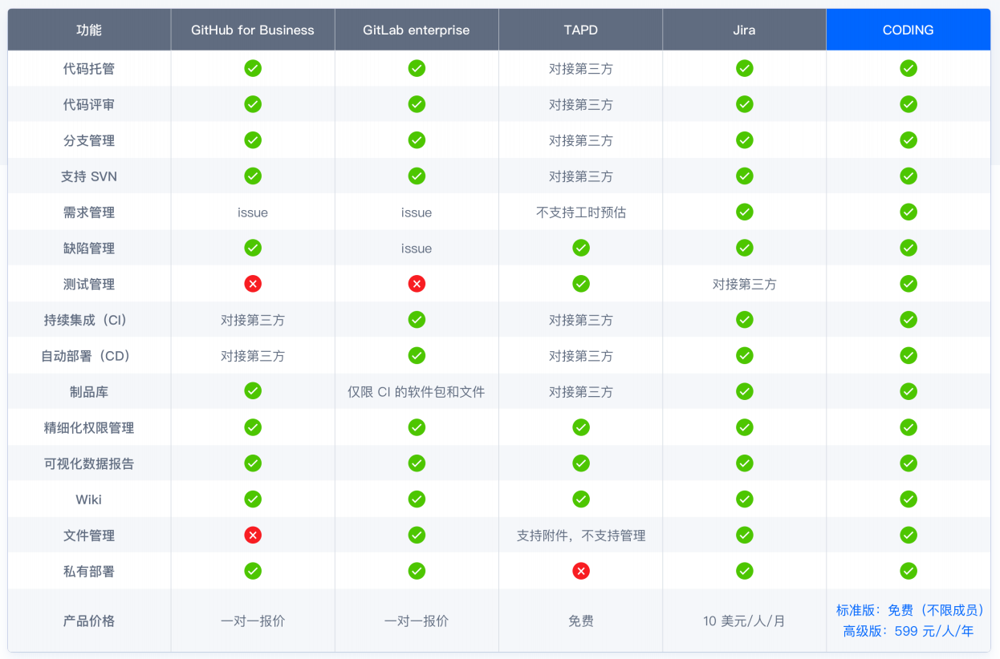 功能 GitHub for Business GitLab enterprise TAPD Jira CODING
代码托管 对接第三方
代码评审 对接第三方
分支管理 对接第三方
支持 SVN 对接第三方
需求管理 issue issue 不支持工时预估
缺陷管理 issue
测试管理 对接第三方
持续集成（CI） 对接第三方 对接第三方
自动部署（CD） 对接第三方 对接第三方
制品库 仅限 CI 的软件包和文件 对接第三方
精细化权限管理
可视化数据报告
Wiki
文件管理 支持附件，不支持管理
私有部署
产品价格 一对一报价 一对一报价 免费 10 美元/人/月 标准版：免费（不限成员）
高级版：599 元/人/年